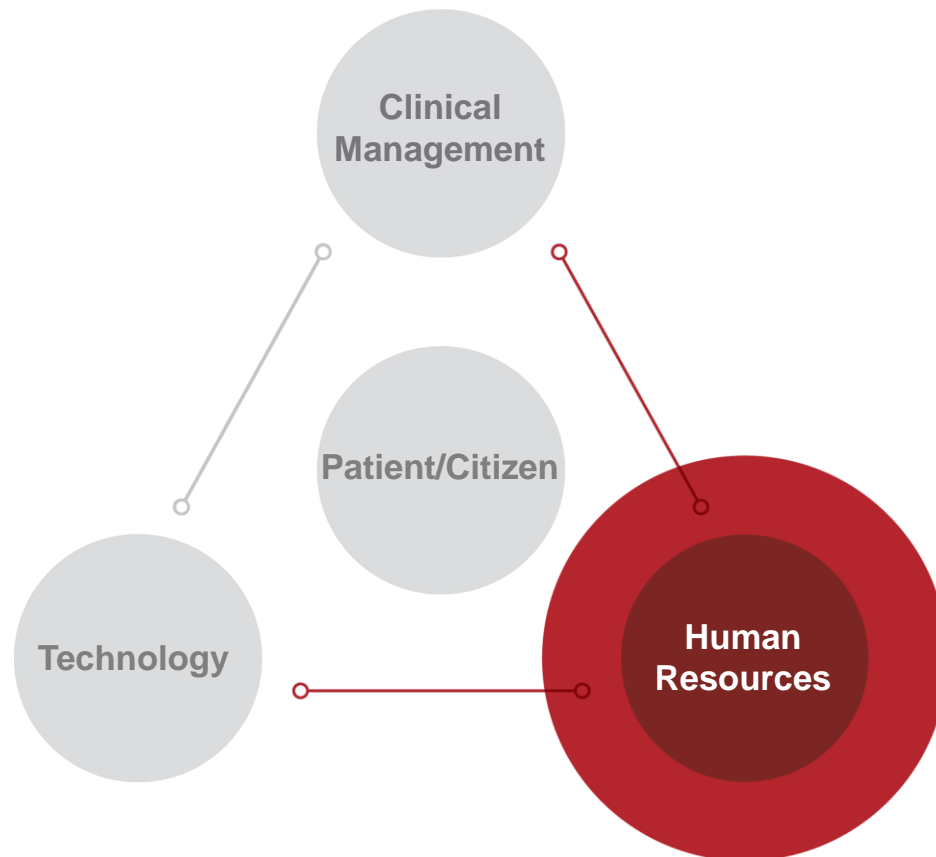 Clinical
Management
Patient/Citizen
Technology
Human
Resources